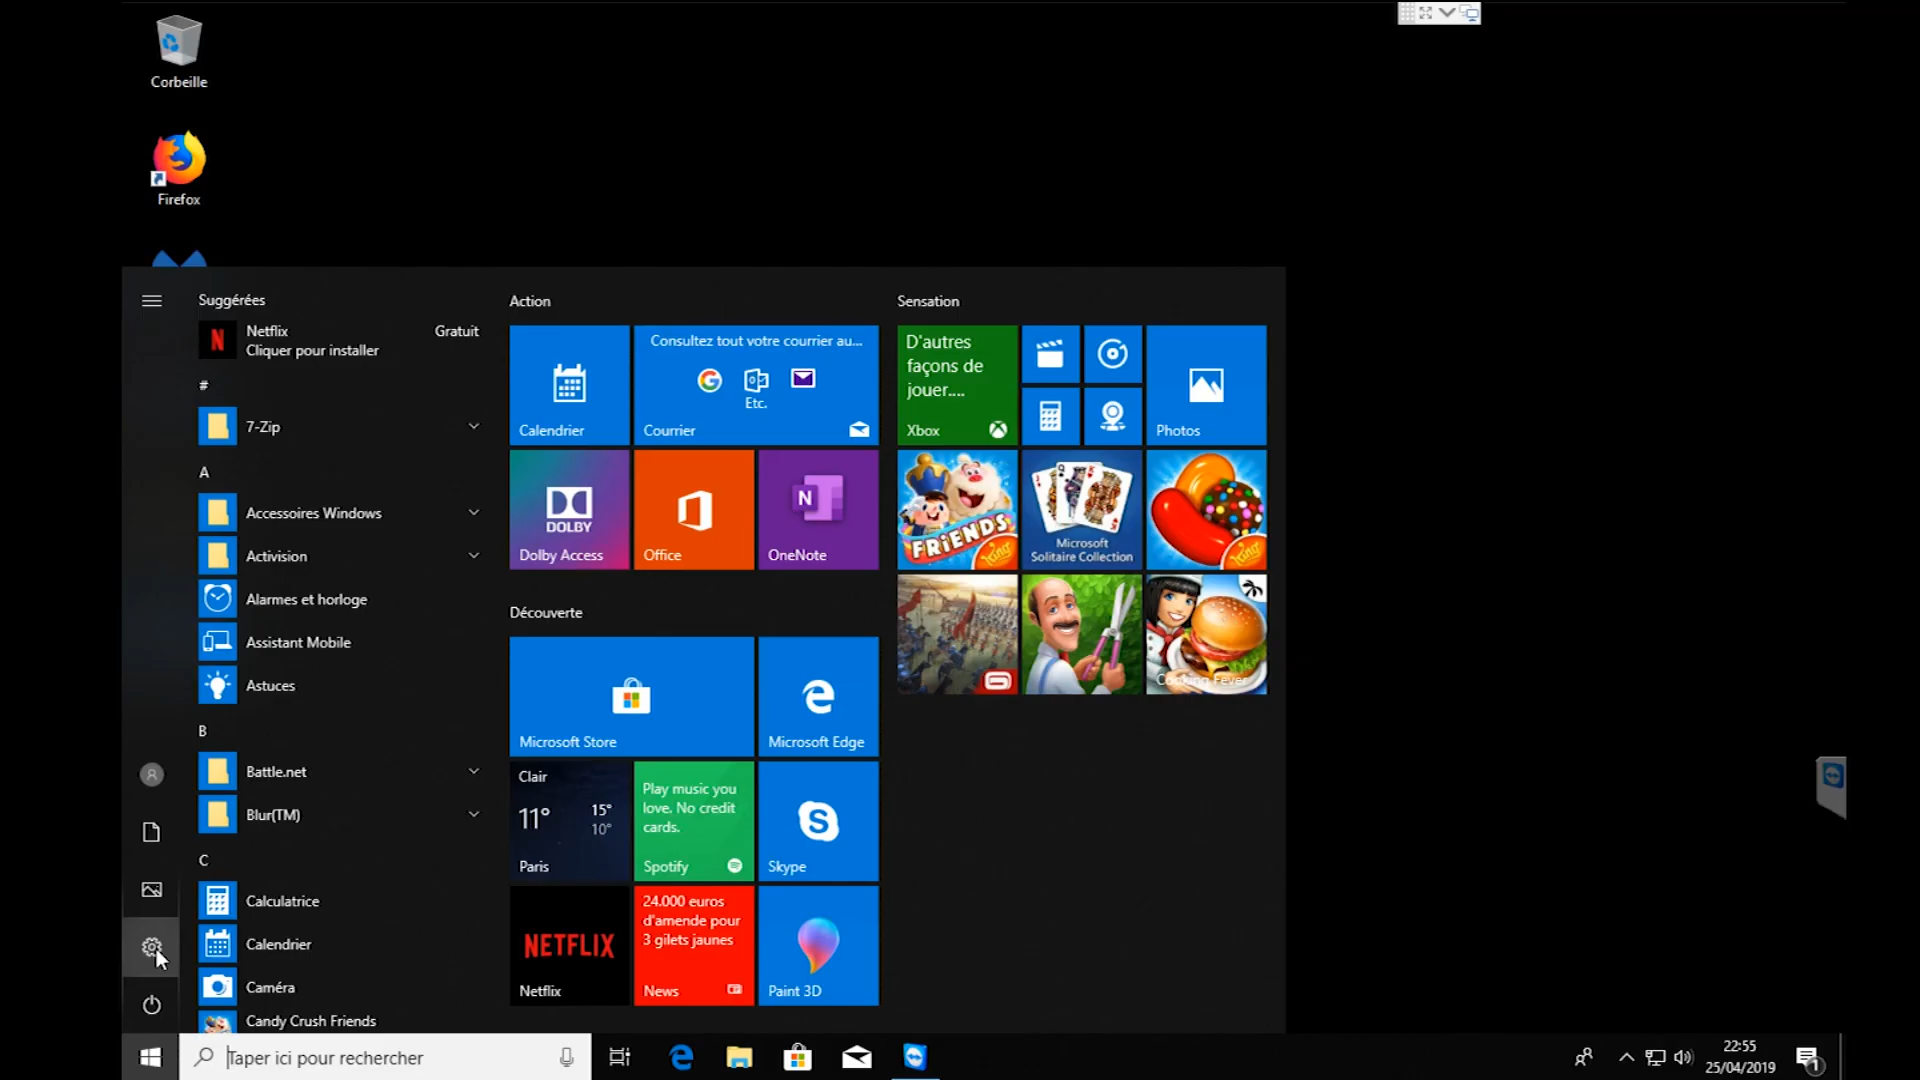 Corbeille
Firefox
Suggérées
Netflix
Gratuit
Cliquer pour installer
#
7-Zip
A
Accessoires Windows
Activision
Alarmes et horloge
Assistant Mobile
Astuces
B
Battle.net
Blur(TM)
C
Calculatrice
Calendrier
Caméra
Candy Crush Friends
Action
Calendrier
Consultez tout votre courrier au...
Etc.
Courrier
DOLBY
Dolby Access
Office
N
OneNote
Découverte
Microsoft Store
Microsoft Edge
Clair
11°
15°
10°
Paris
Play music you
love. No credit
cards.
Spotify
Skype
NETFLIX
Netflix
24.000 euros
d'amende pour
3 gilets jaunes
News
Paint 3D
Sensation
D'autres
façons de
jouer....
Xbox
Photos
FRIENDS
King
Microsoft
Solitaire Collection
King
Cooking Fever
Taper ici pour rechercher
22:55
25/04/2019
1